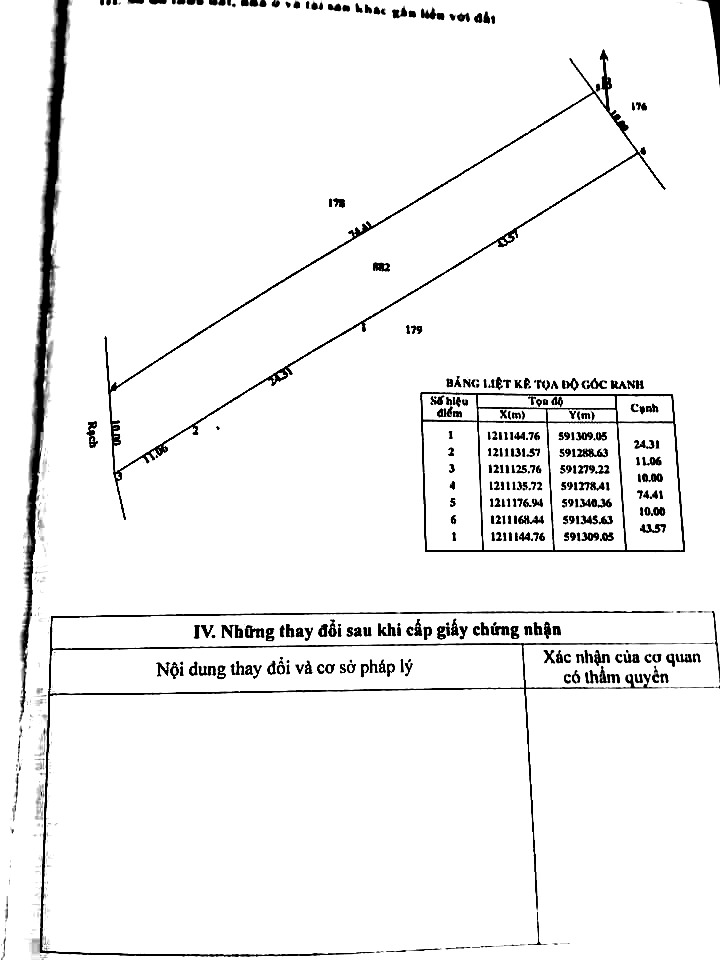 III. Sơ đồ thửa đất, nhà ở và tài sản khác gắn liền với đất
B
176
10.00
6
178
74.41
43.57
882
1
179
4
24.31
Rạch
10.00
2
11.06
3
BẢNG LIỆT KÊ TỌA ĐỘ GÓC RANH
Số hiệu điểm Tọa độ Cạnh
X(m) Y(m)
1 1211144.76 591309.05
24.31
2 1211131.57 591288.63
11.06
3 1211125.76 591279.22
10.00
4 1211135.72 591278.41
74.41
5 1211176.94 591340.36
10.00
6 1211168.44 591345.63
43.57
1 1211144.76 591309.05
IV. Những thay đổi sau khi cấp giấy chứng nhận
Nội dung thay đổi và cơ sở pháp lý
Xác nhận của cơ quan
có thẩm quyền